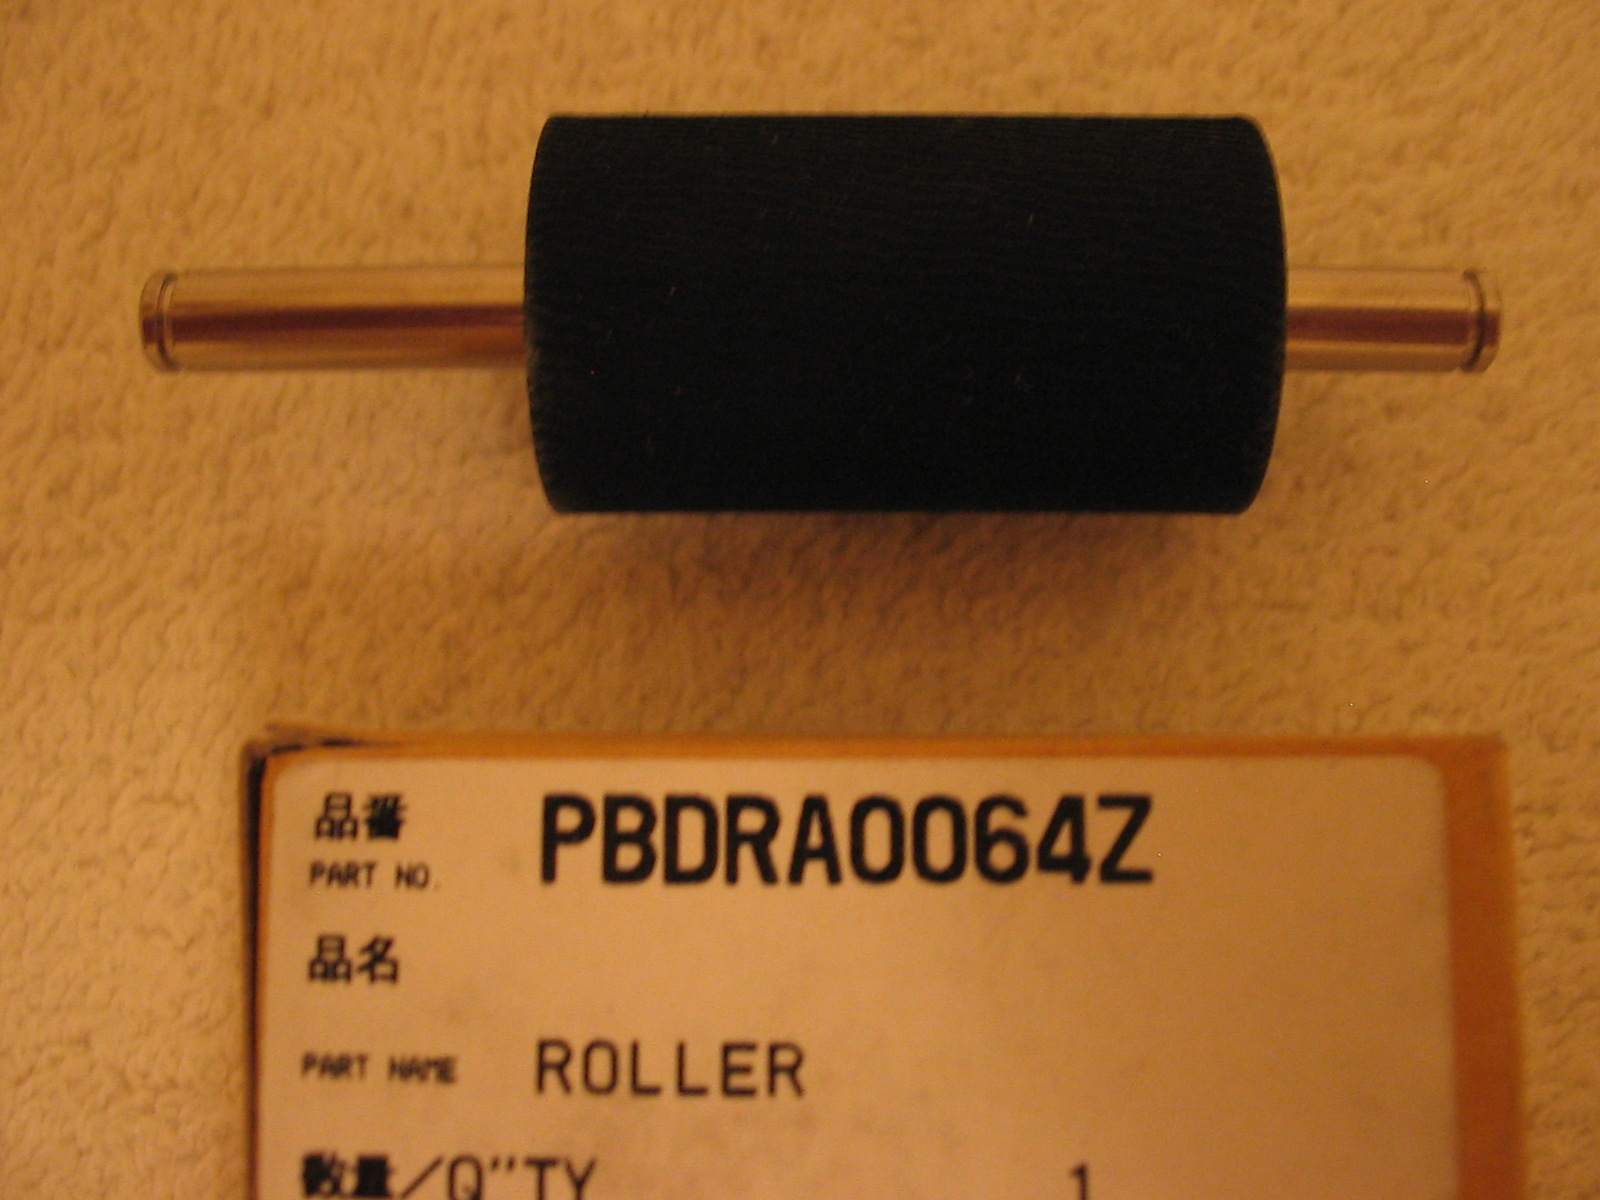 品番 PBDRA0064Z
PART NO.
品名
PART NAME ROLLER
数量/Q"TY 1